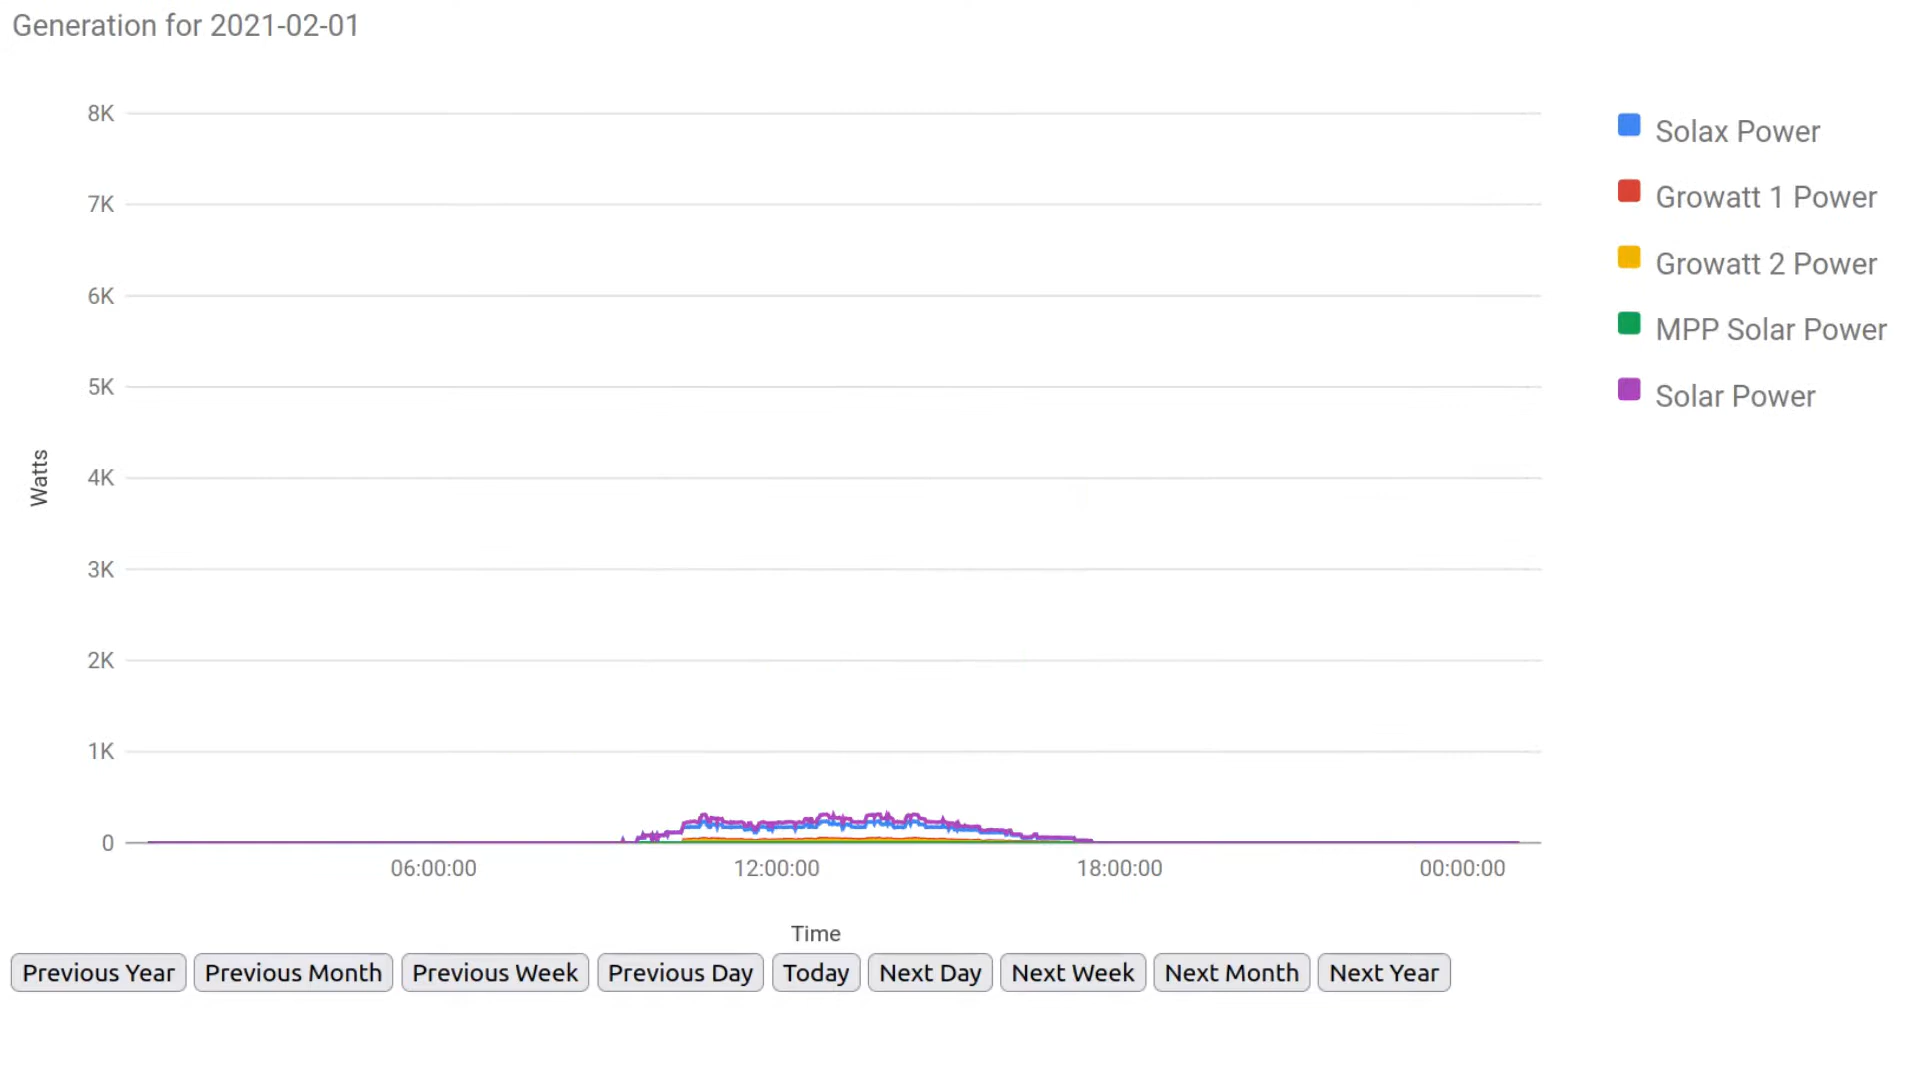 Generation for 2021-02-01
8K
7K
6K
5K
4K
3K
2K
1K
0
Watts
06:00:00 12:00:00 18:00:00 00:00:00
Time
Solax Power
Growatt 1 Power
Growatt 2 Power
MPP Solar Power
Solar Power
Previous Year Previous Month Previous Week Previous Day Today Next Day Next Week Next Month Next Year